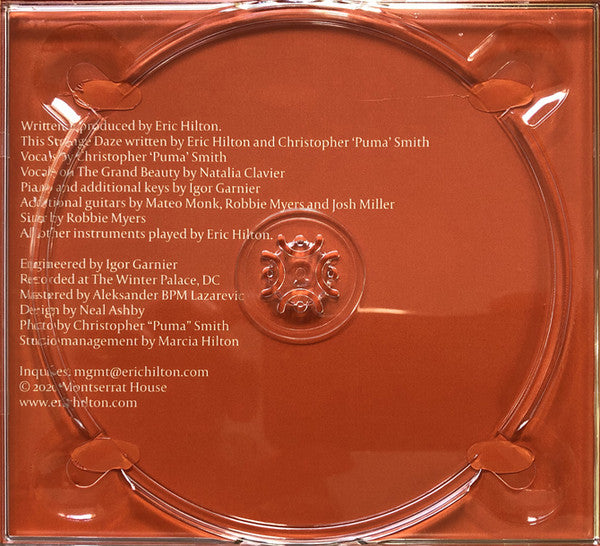 Written & produced by Eric Hilton.
This Strange Daze written by Eric Hilton and Christopher 'Puma' Smith
Vocals by Christopher 'Puma' Smith
Vocals on The Grand Beauty by Natalia Clavier
Piano and additional keys by Igor Garnier
Additional guitars by Mateo Monk, Robbie Myers and Josh Miller
Sitar by Robbie Myers
All other instruments played by Eric Hilton.
Engineered by Igor Garnier
Recorded at The Winter Palace, DC
Mastered by Aleksander BPM Lazarevic
Design by Neal Ashby
Photo by Christopher “Puma” Smith
Studio management by Marcia Hilton
Inquires: mgmt@erichilton.com
© 2020 Montserrat House
www.erichilton.com